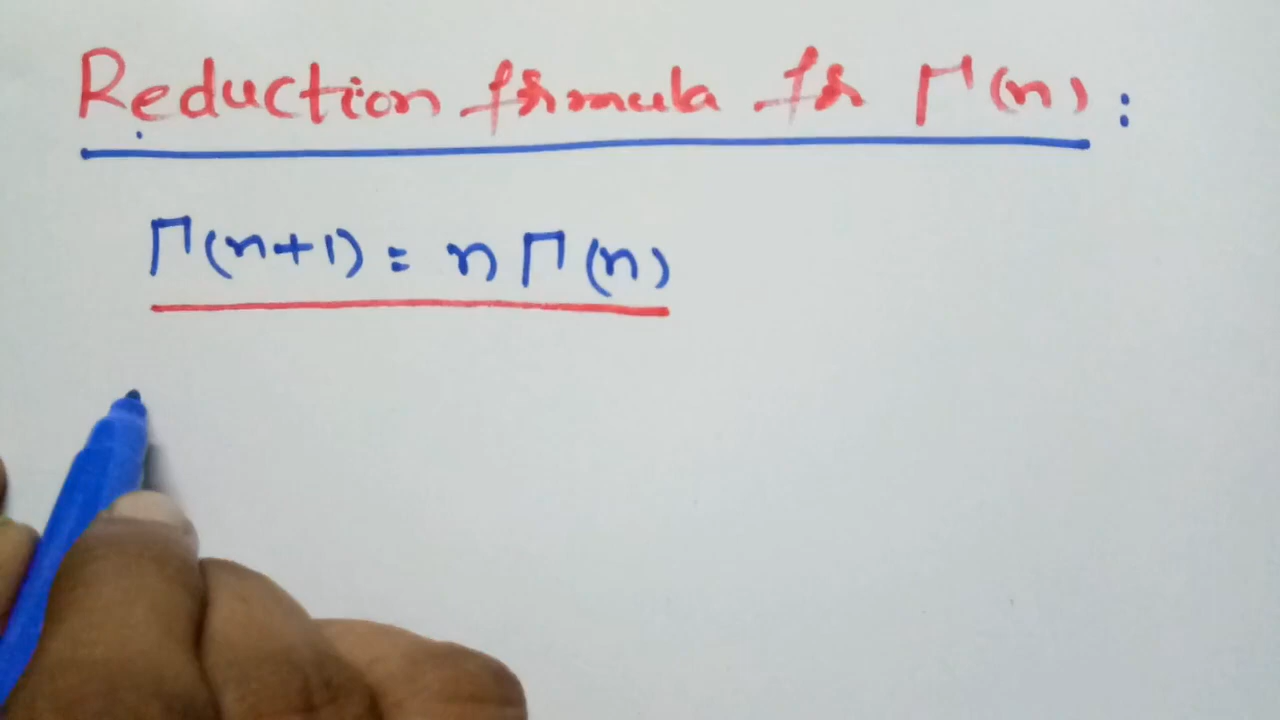 Reduction formula for Γ(n) :
Γ(n+1) = n Γ(n)